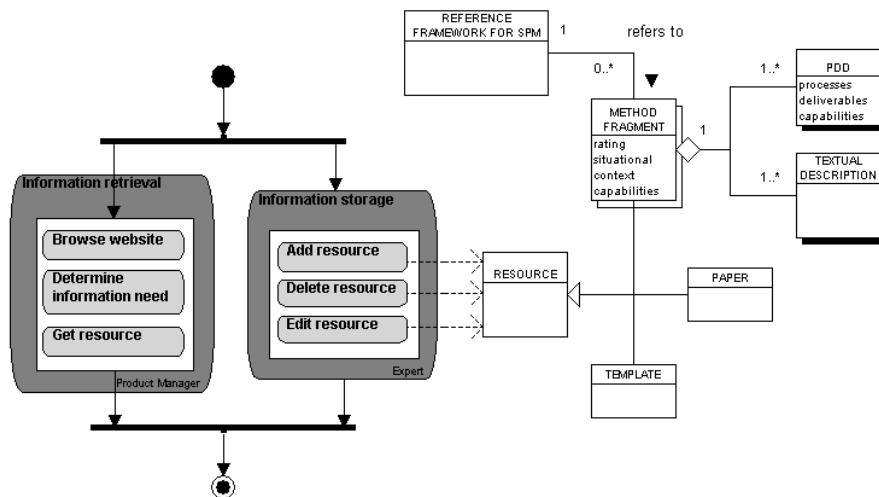 REFERENCE
FRAMEWORK FOR SPM
1
refers to
0..*
1..*
PDD
processes
deliverables
capabilities
METHOD
FRAGMENT
1
rating
situational
context
capabilities
TEXTUAL
DESCRIPTION
1..*
Information retrieval
Browse website
Determine
information need
Get resource
Product Manager
Information storage
Add resource
Delete resource
Edit resource
Expert
RESOURCE
PAPER
TEMPLATE